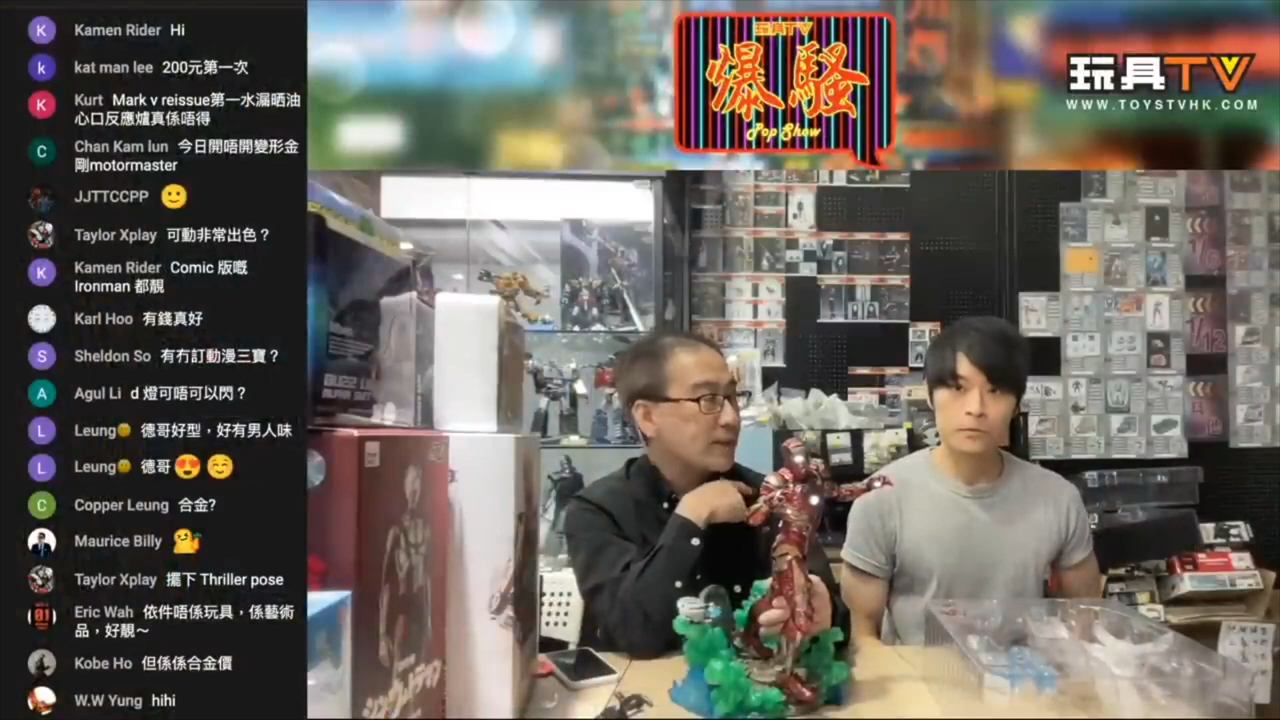 K Kamen Rider Hi
k kat man lee 200元第一次
K Kurt Mark v reissue第一水漏晒油
心口反應爐真係唔得
C Chan Kam lun 今日開唔開變形金
剛motormaster
JJTTCCPP 🙂
Taylor Xplay 可動非常出色？
K Kamen Rider Comic 版嘅
Ironman 都靚
Karl Hoo 有錢真好
S Sheldon So 有冇訂動漫三寶？
A Agul Li d 燈可唔可以閃？
L Leung 德哥好型，好有男人味
L Leung 德哥😍☺️
C Copper Leung 合金?
Maurice Billy
Taylor Xplay 擺下 Thriller pose
Eric Wah 依件唔係玩具，係藝術
品，好靚～
Kobe Ho 但係係合金價
W.W Yung hihi
玩具TV
爆騷
Pop Show
玩具TV
WWW.TOYSTVHK.COM
1/12